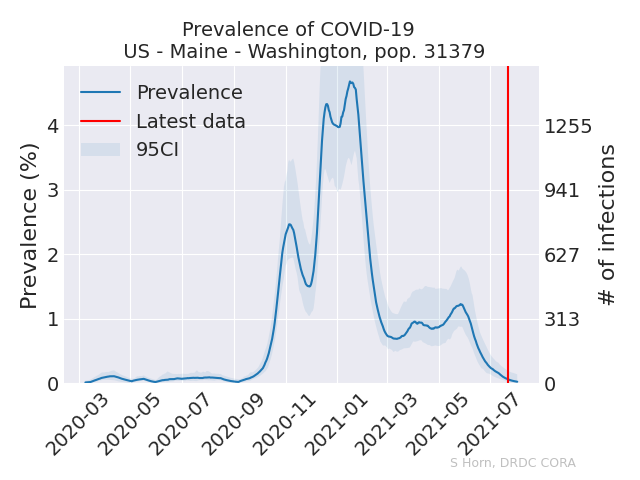 Prevalence of COVID-19
US - Maine - Washington, pop. 31379
Prevalence
Latest data
95CI
Prevalence (%)
0
1
2
3
4
# of infections
0
313
627
941
1255
2020-03
2020-05
2020-07
2020-09
2020-11
2021-01
2021-03
2021-05
2021-07
S Horn, DRDC CORA